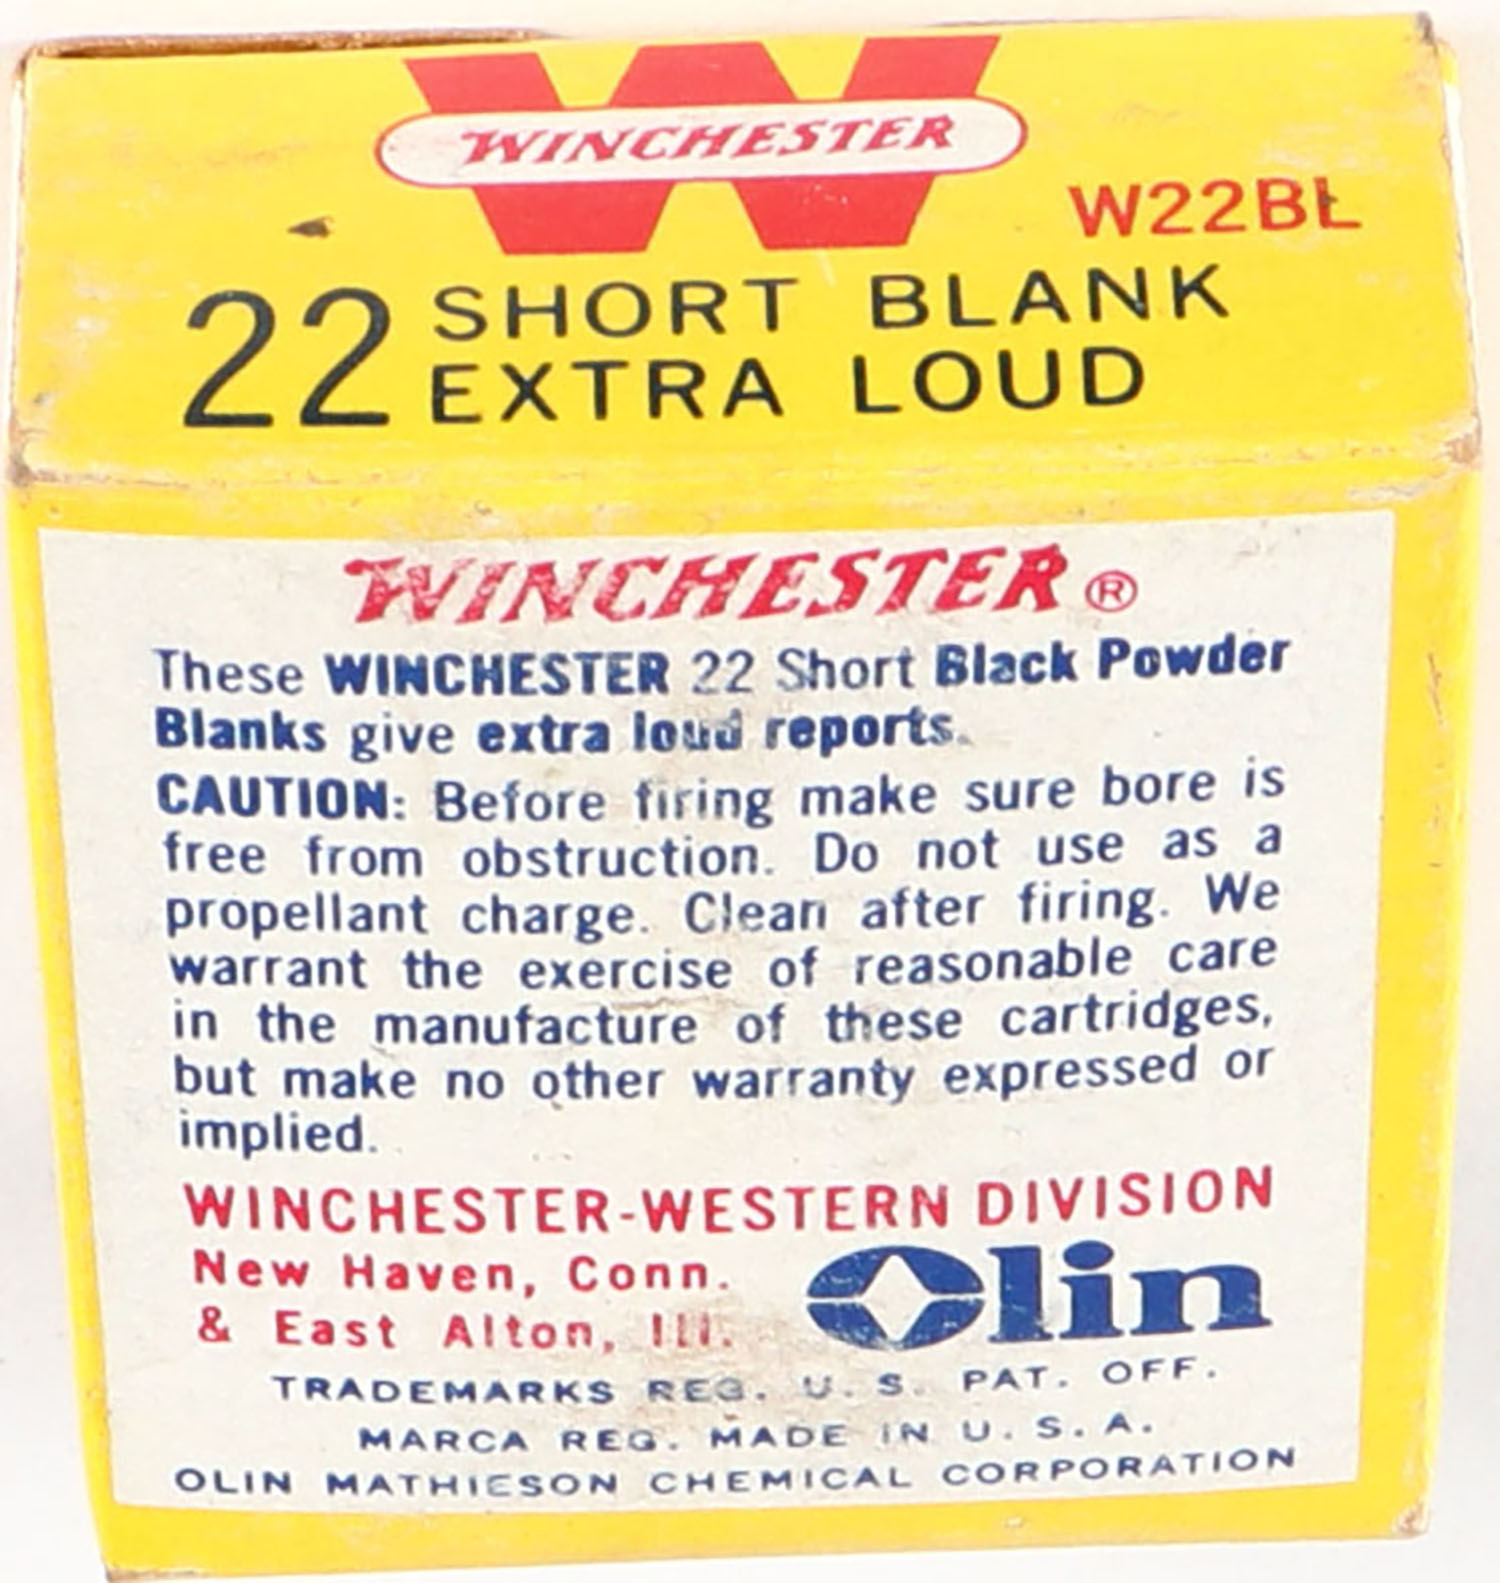 WINCHESTER
W22BL
22 SHORT BLANK
EXTRA LOUD
WINCHESTER®
These WINCHESTER 22 Short Black Powder
Blanks give extra loud reports.
CAUTION: Before firing make sure bore is
free from obstruction. Do not use as a
propellant charge. Clean after firing. We
warrant the exercise of reasonable care
in the manufacture of these cartridges,
but make no other warranty expressed or
implied.
WINCHESTER-WESTERN DIVISION
New Haven, Conn.
& East Alton, Ill.
Olin
TRADEMARKS REG. U. S. PAT. OFF.
MARCA REG. MADE IN U. S. A.
OLIN MATHIESON CHEMICAL CORPORATION